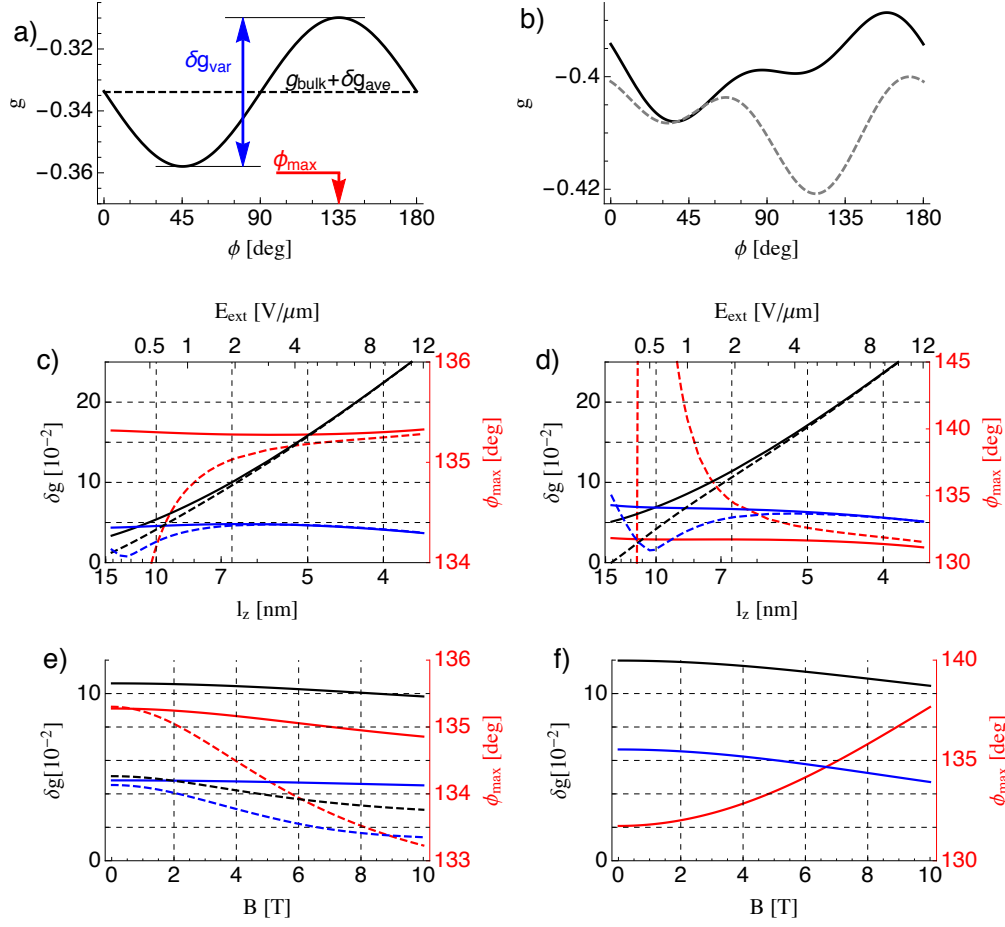 a)
δg_var
g_bulk+δg_ave
ϕ_max
g
−0.32
−0.34
−0.36
0 45 90 135 180
ϕ [deg]
b)
g
−0.4
−0.42
0 45 90 135 180
ϕ [deg]
E_ext [V/μm]
c)
0.5 1 2 4 8 12
δg [10^-2]
20
10
0
136
135
134
ϕ_max [deg]
15 10 7 5 4
l_z [nm]
E_ext [V/μm]
d)
0.5 1 2 4 8 12
δg [10^-2]
20
10
0
145
140
135
130
ϕ_max [deg]
15 10 7 5 4
l_z [nm]
e)
δg[10^-2]
10
0
136
135
134
133
ϕ_max [deg]
0 2 4 6 8 10
B [T]
f)
δg[10^-2]
10
0
140
135
130
ϕ_max [deg]
0 2 4 6 8 10
B [T]